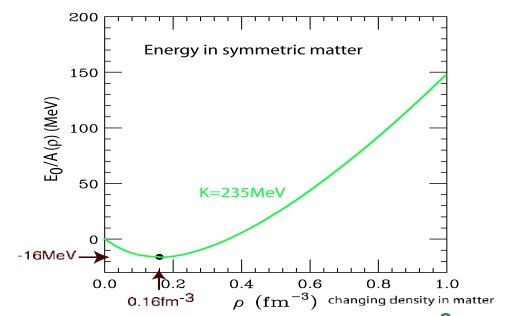 200
Energy in symmetric matter
150
100
E₀/A(ρ) (MeV)
50
K=235MeV
0
-16MeV
0.0 0.2 0.4 0.6 0.8 1.0
0.16fm⁻³
ρ (fm⁻³) changing density in matter